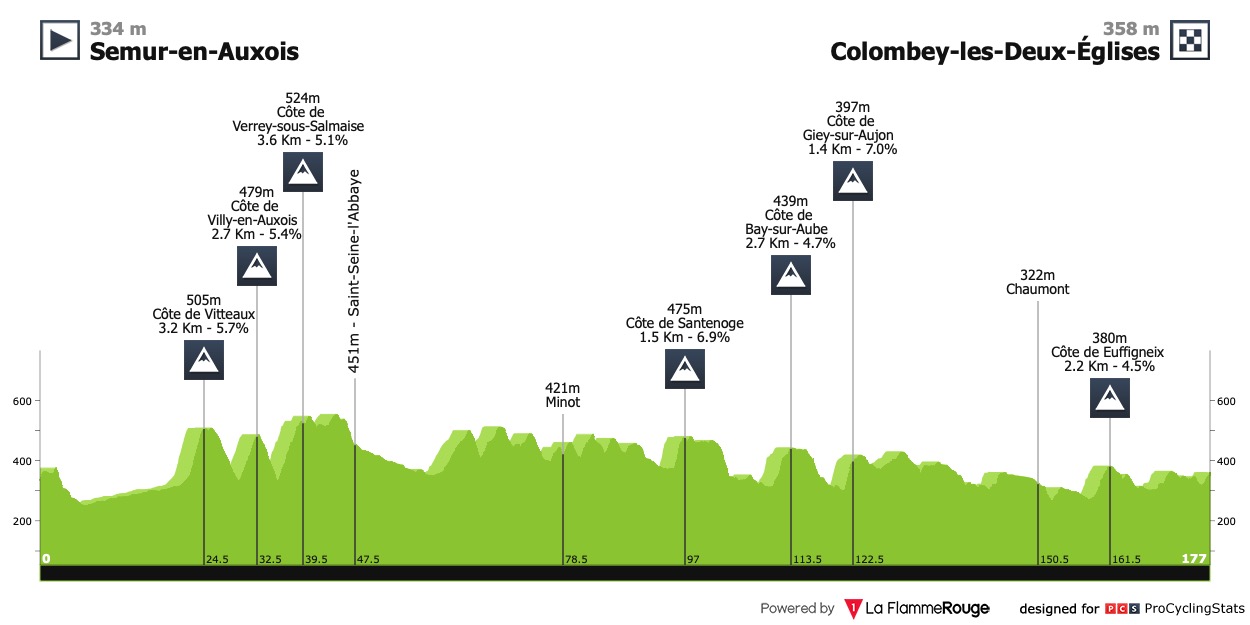 334 m
Semur-en-Auxois
358 m
Colombey-les-Deux-Églises
524m
Côte de
Verrey-sous-Salmaise
3.6 Km - 5.1%
479m
Côte de
Villy-en-Auxois
2.7 Km - 5.4%
505m
Côte de Vitteaux
3.2 Km - 5.7%
451m - Saint-Seine-l'Abbaye
421m
Minot
475m
Côte de Santenoge
1.5 Km - 6.9%
439m
Côte de
Bay-sur-Aube
2.7 Km - 4.7%
397m
Côte de
Giey-sur-Aujon
1.4 Km - 7.0%
322m
Chaumont
380m
Côte de Euffigneix
2.2 Km - 4.5%
600
400
200
600
400
200
0
24.5
32.5
39.5
47.5
78.5
97
113.5
122.5
150.5
161.5
177
Powered by 1 La FlammeRouge designed for PCS ProCyclingStats